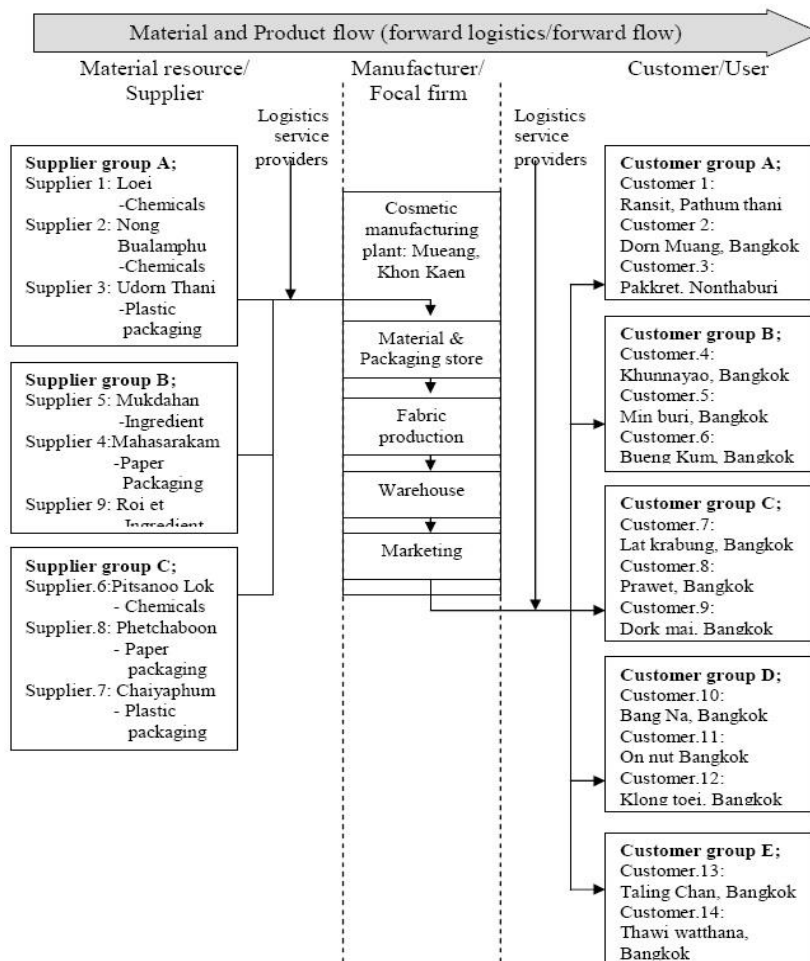 Material and Product flow (forward logistics/forward flow)
Material resource/
Supplier
Manufacturer/
Focal firm
Customer/User
Logistics
service
providers
Logistics
service
providers
Supplier group A;
Supplier 1: Loei
-Chemicals
Supplier 2: Nong
Bualamphu
-Chemicals
Supplier 3: Udorn Thani
-Plastic
packaging
Supplier group B;
Supplier 5: Mukdahan
-Ingredient
Supplier 4:Mahasarakam
-Paper
Packaging
Supplier 9: Roi et
-Ingredient
Supplier group C;
Supplier.6:Pitsanoo Lok
- Chemicals
Supplier.8: Phetchaboon
- Paper
packaging
Supplier.7: Chaiyaphum
- Plastic
packaging
Cosmetic
manufacturing
plant: Mueang,
Khon Kaen
Material &
Packaging store
Fabric
production
Warehouse
Marketing
Customer group A;
Customer 1:
Ransit, Pathum thani
Customer 2:
Dorn Muang, Bangkok
Customer.3:
Pakkret. Nonthaburi
Customer group B;
Customer.4:
Khunnayao, Bangkok
Customer.5:
Min buri, Bangkok
Customer.6:
Bueng Kum, Bangkok
Customer group C;
Customer.7:
Lat krabung, Bangkok
Customer.8:
Prawet, Bangkok
Customer.9:
Dork mai. Bangkok
Customer group D;
Customer.10:
Bang Na, Bangkok
Customer.11:
On nut Bangkok
Customer.12:
Klong toei. Bangkok
Customer group E;
Customer.13:
Taling Chan, Bangkok
Customer.14:
Thawi watthana,
Bangkok